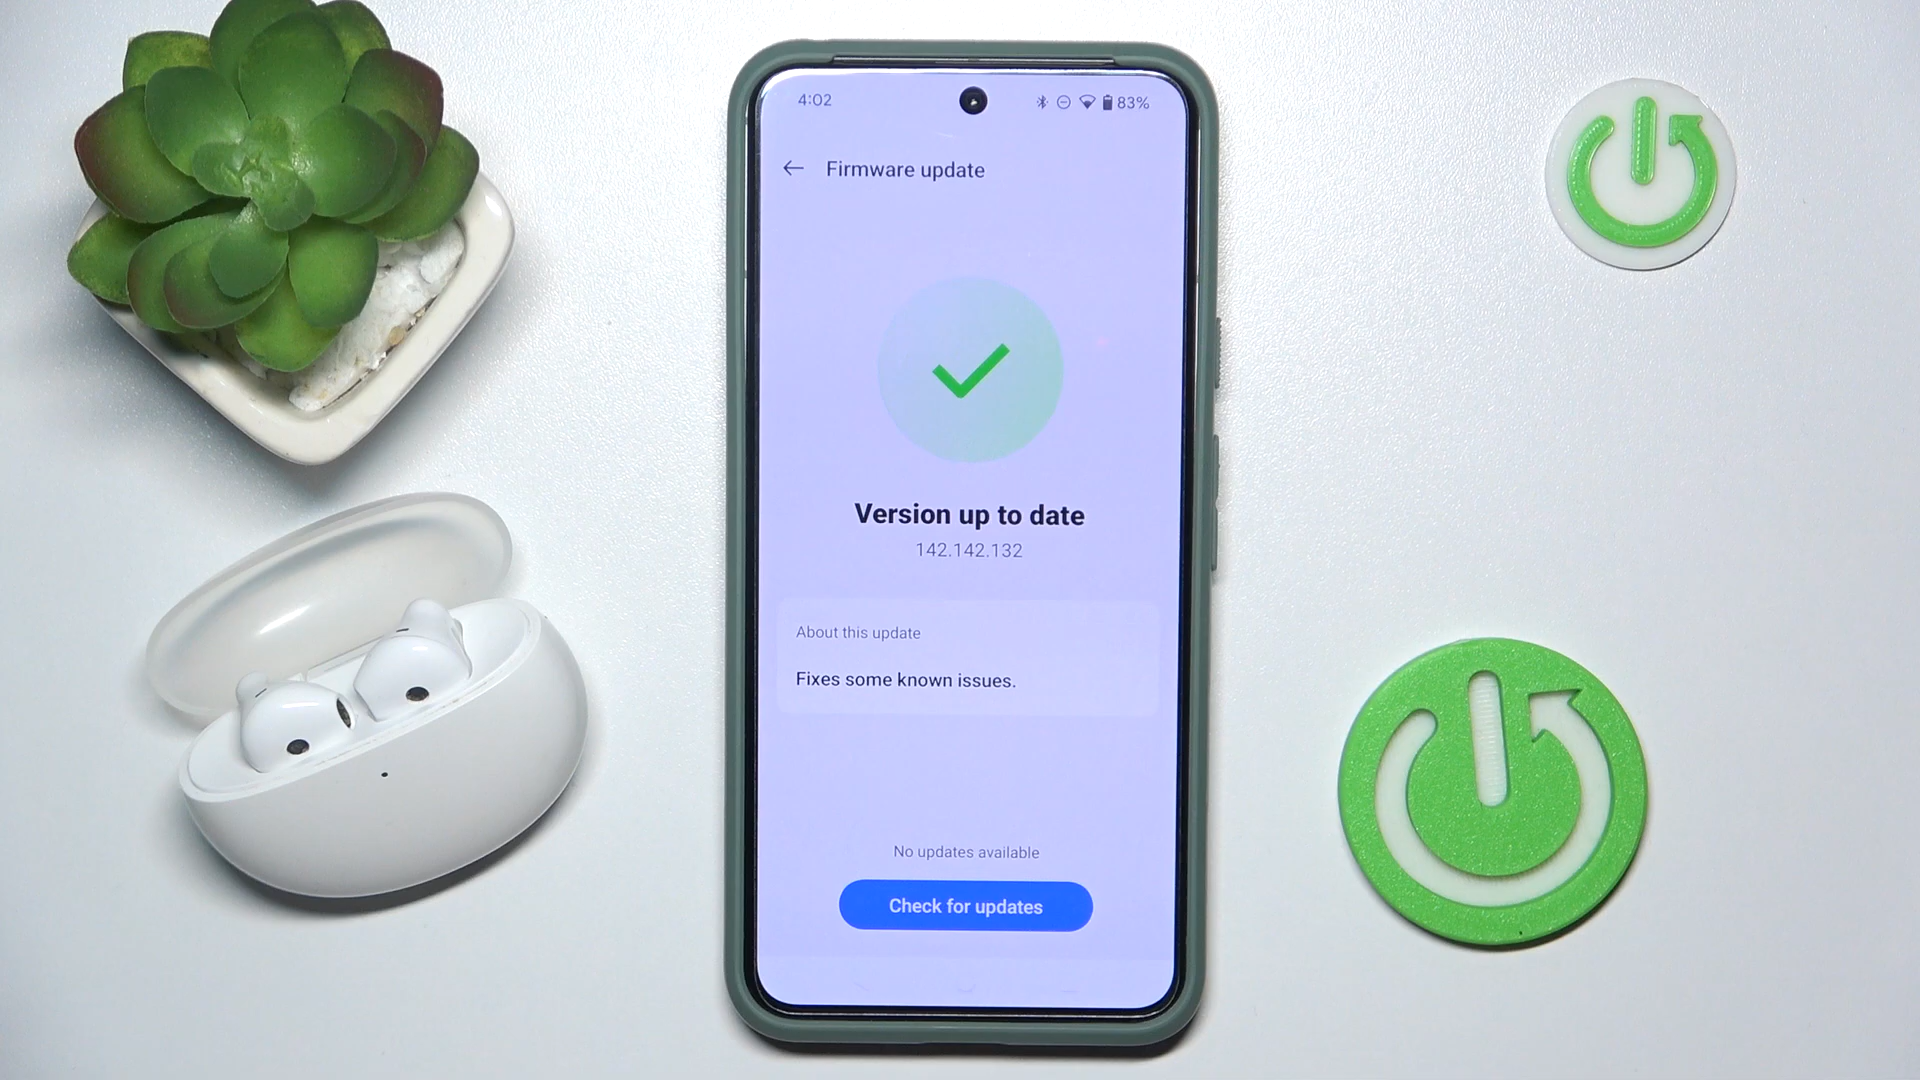 4:02
83%
Firmware update
Version up to date
142.142.132
About this update
Fixes some known issues.
No updates available
Check for updates